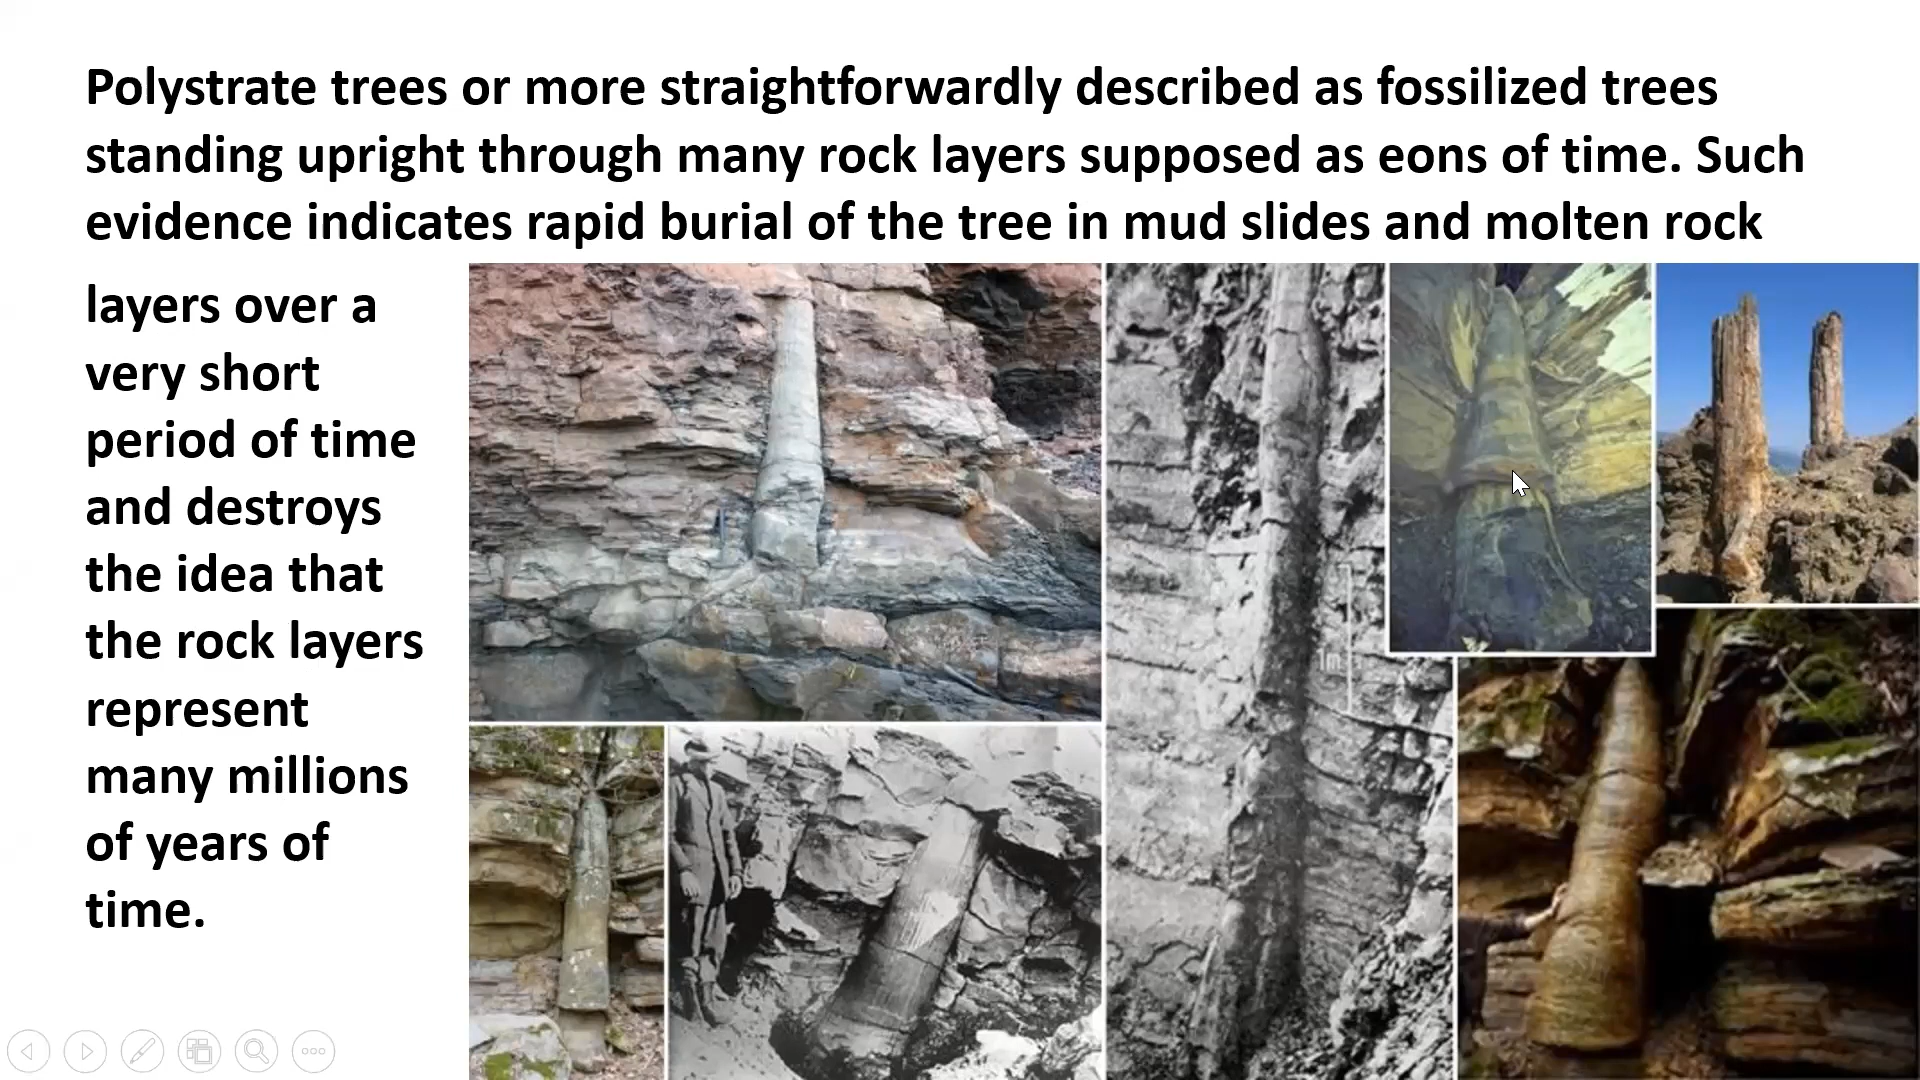 Polystrate trees or more straightforwardly described as fossilized trees
standing upright through many rock layers supposed as eons of time. Such
evidence indicates rapid burial of the tree in mud slides and molten rock
layers over a
very short
period of time
and destroys
the idea that
the rock layers
represent
many millions
of years of
time.
1m